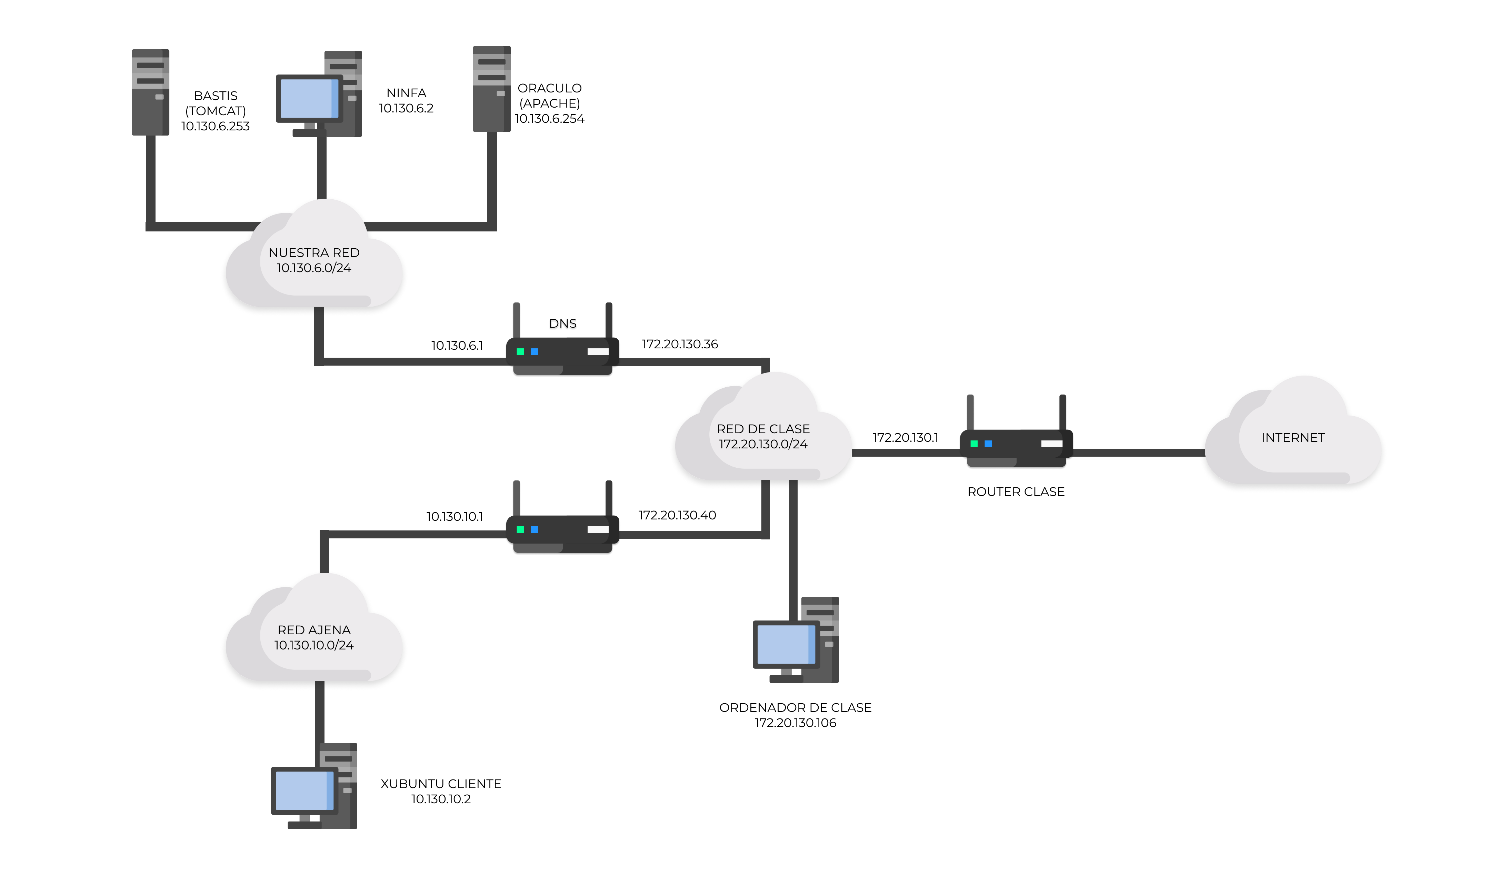 BASTIS
(TOMCAT)
10.130.6.253
NINFA
10.130.6.2
ORACULO
(APACHE)
10.130.6.254
NUESTRA RED
10.130.6.0/24
DNS
10.130.6.1
172.20.130.36
RED DE CLASE
172.20.130.0/24
172.20.130.1
ROUTER CLASE
INTERNET
10.130.10.1
172.20.130.40
RED AJENA
10.130.10.0/24
ORDENADOR DE CLASE
172.20.130.106
XUBUNTU CLIENTE
10.130.10.2